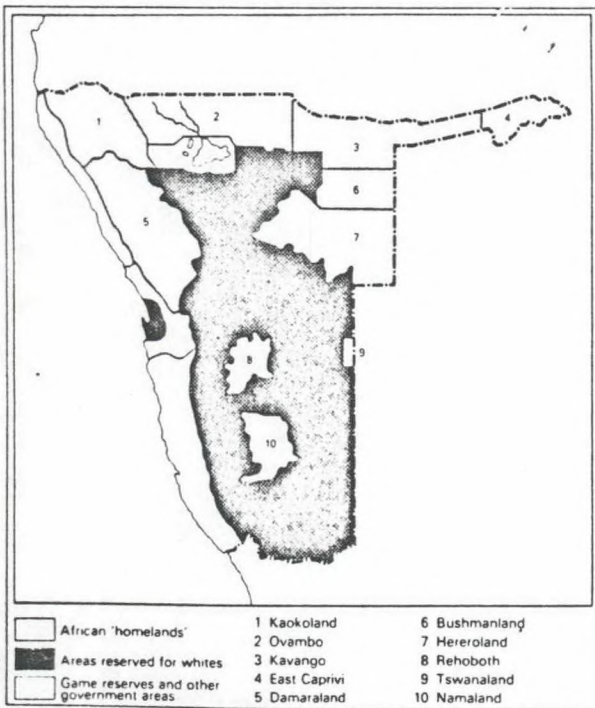 1
2
3
4
5
6
7
8
9
10
African 'homelands'
Areas reserved for whites
Game reserves and other
government areas
1 Kaokoland
2 Ovambo
3 Kavango
4 East Caprivi
5 Damaraland
6 Bushmanland
7 Hereroland
8 Rehoboth
9 Tswanaland
10 Namaland